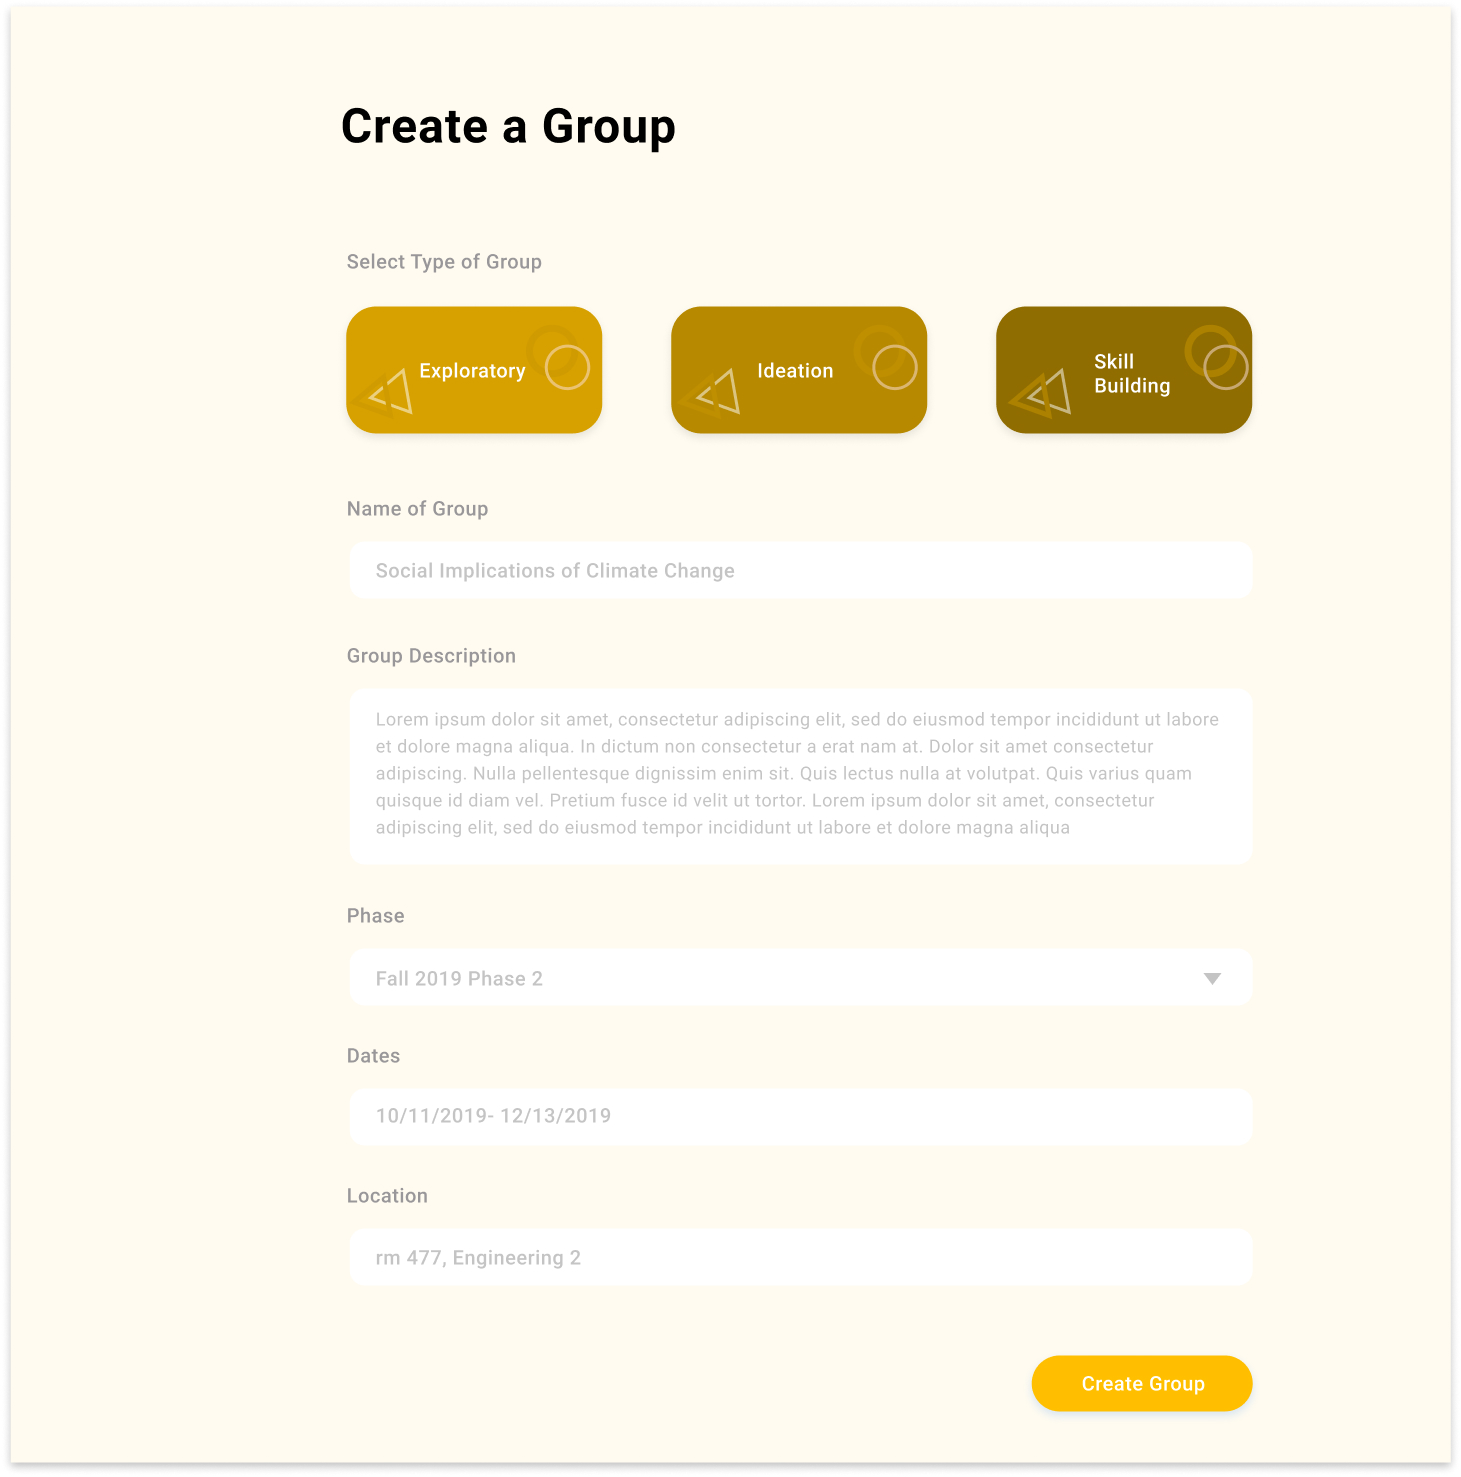 Create a Group
Select Type of Group
Exploratory
Ideation
Skill
Building
Name of Group
Social Implications of Climate Change
Group Description
Lorem ipsum dolor sit amet, consectetur adipiscing elit, sed do eiusmod tempor incididunt ut labore
et dolore magna aliqua. In dictum non consectetur a erat nam at. Dolor sit amet consectetur
adipiscing. Nulla pellentesque dignissim enim sit. Quis lectus nulla at volutpat. Quis varius quam
quisque id diam vel. Pretium fusce id velit ut tortor. Lorem ipsum dolor sit amet, consectetur
adipiscing elit, sed do eiusmod tempor incididunt ut labore et dolore magna aliqua
Phase
Fall 2019 Phase 2
Dates
10/11/2019- 12/13/2019
Location
rm 477, Engineering 2
Create Group